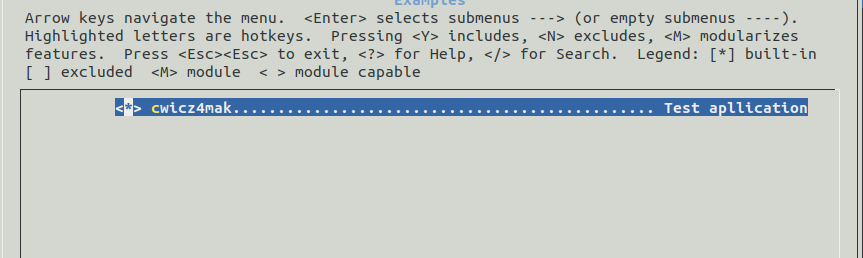 Examples
Arrow keys navigate the menu.  <Enter> selects submenus ---> (or empty submenus ----).
Highlighted letters are hotkeys.  Pressing <Y> includes, <N> excludes, <M> modularizes
features.  Press <Esc><Esc> to exit, <?> for Help, </> for Search.  Legend: [*] built-in
[ ] excluded  <M> module  < > module capable
<*> cwicz4mak............................................... Test apllication